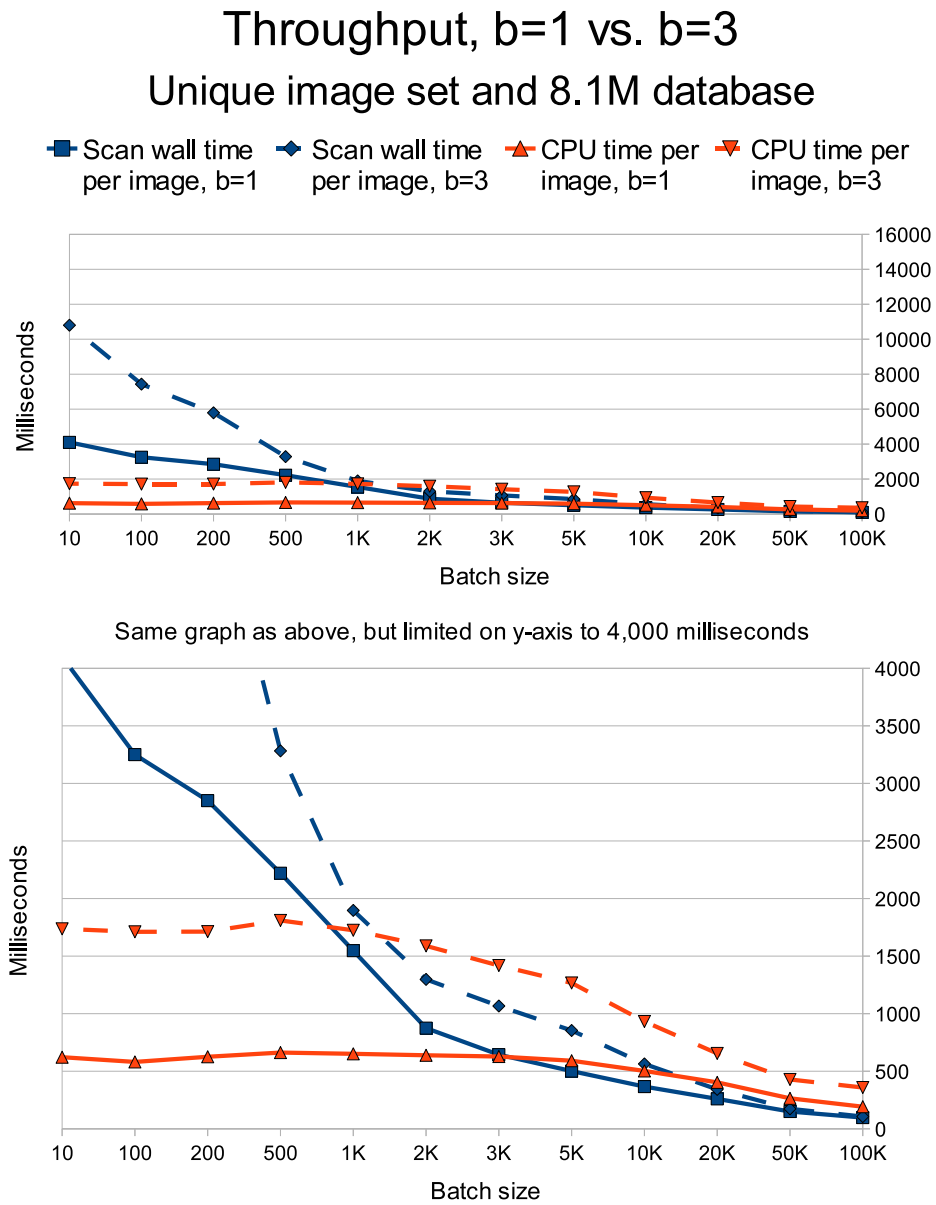 Throughput, b=1 vs. b=3
Unique image set and 8.1M database
Scan wall time per image, b=1
Scan wall time per image, b=3
CPU time per image, b=1
CPU time per image, b=3
16000
14000
12000
10000
8000
6000
4000
2000
0
Milliseconds
10 100 200 500 1K 2K 3K 5K 10K 20K 50K 100K
Batch size
Same graph as above, but limited on y-axis to 4,000 milliseconds
4000
3500
3000
2500
2000
1500
1000
500
0
Milliseconds
10 100 200 500 1K 2K 3K 5K 10K 20K 50K 100K
Batch size